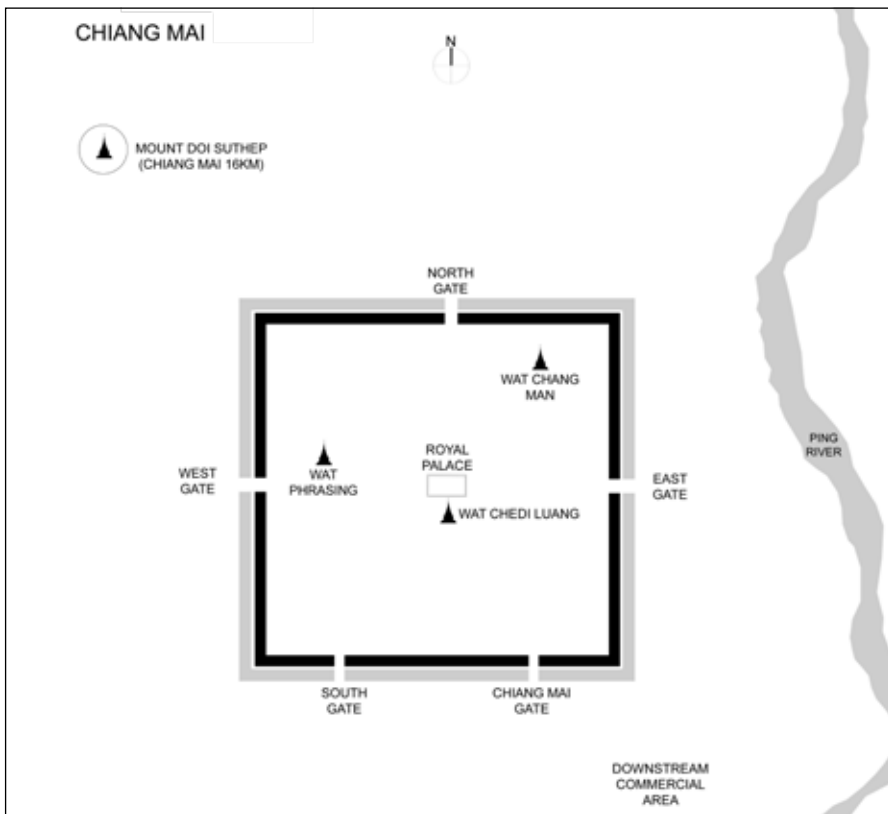 CHIANG MAI
N
MOUNT DOI SUTHEP
(CHIANG MAI 16KM)
NORTH
GATE
WAT CHANG
MAN
PING
RIVER
ROYAL
PALACE
WAT
PHRASING
WEST
GATE
EAST
GATE
WAT CHEDI LUANG
SOUTH
GATE
CHIANG MAI
GATE
DOWNSTREAM
COMMERCIAL
AREA